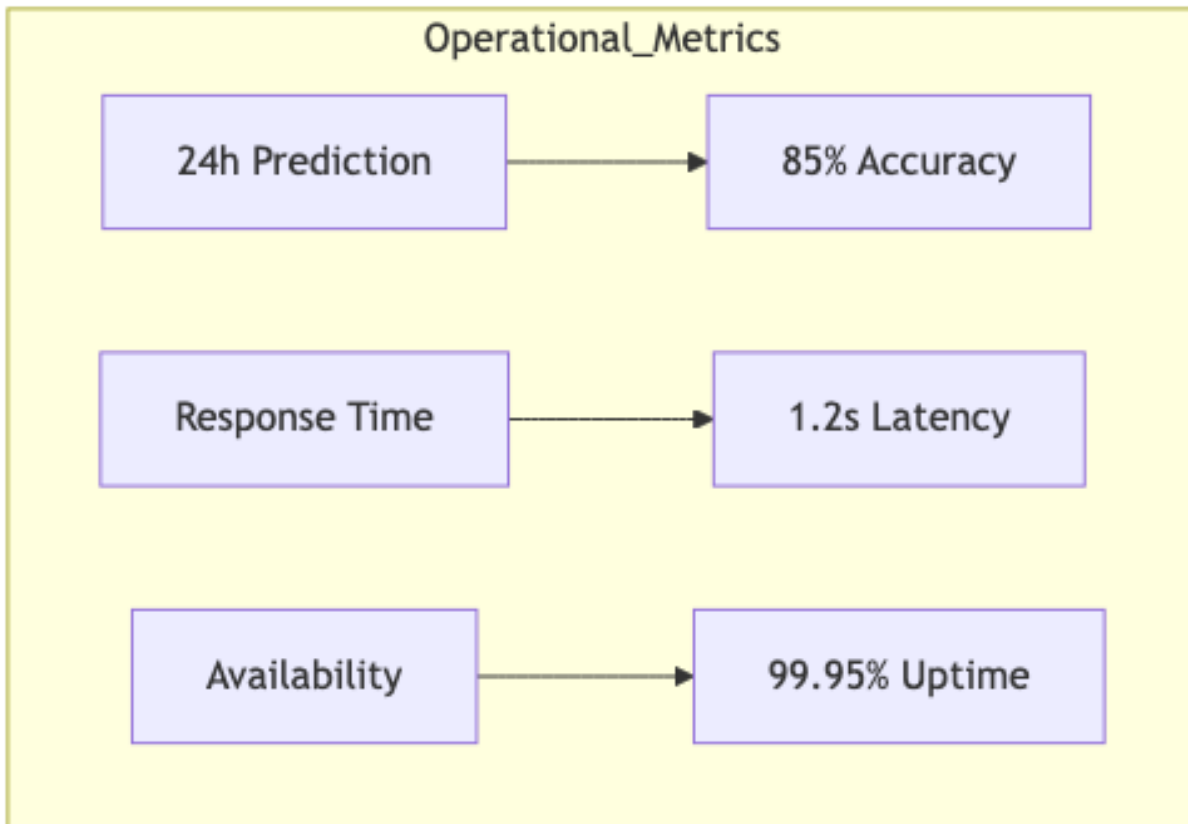 Operational_Metrics
24h Prediction
85% Accuracy
Response Time
1.2s Latency
Availability
99.95% Uptime